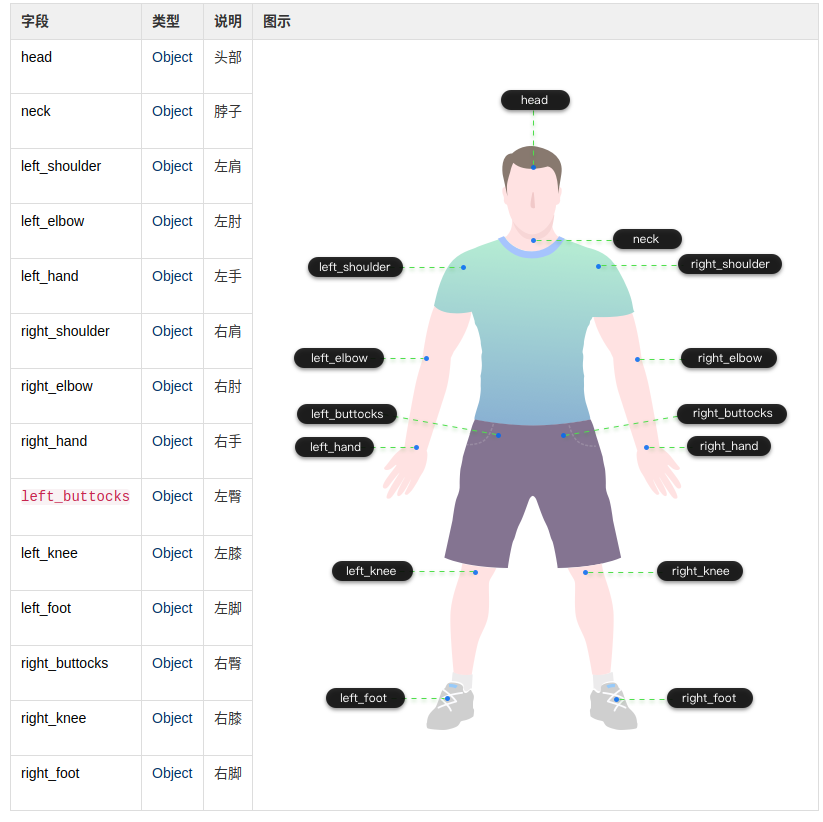 字段 类型 说明 图示
head Object 头部
neck Object 脖子
left_shoulder Object 左肩
left_elbow Object 左肘
left_hand Object 左手
right_shoulder Object 右肩
right_elbow Object 右肘
right_hand Object 右手
left_buttocks Object 左臀
left_knee Object 左膝
left_foot Object 左脚
right_buttocks Object 右臀
right_knee Object 右膝
right_foot Object 右脚
head
neck
left_shoulder right_shoulder
left_elbow right_elbow
left_buttocks right_buttocks
left_hand right_hand
left_knee right_knee
left_foot right_foot